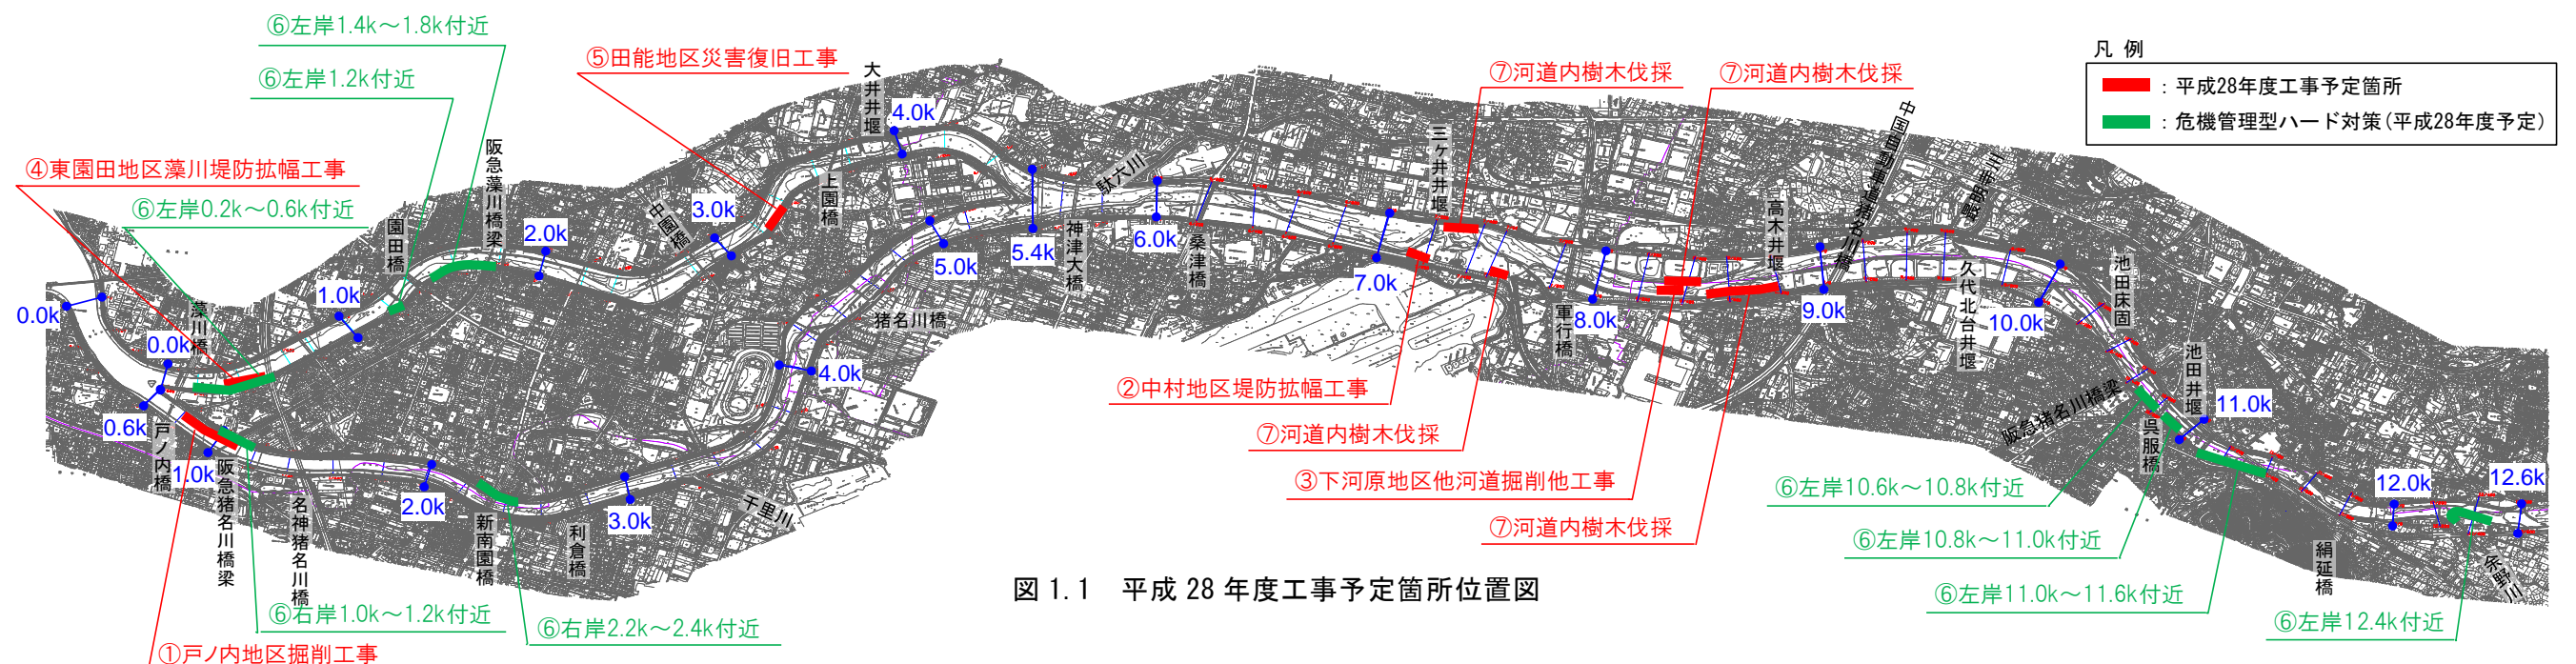 ⑥左岸1.4k～1.8k付近
⑥左岸1.2k付近
④東園田地区藻川堤防拡幅工事
⑥左岸0.2k～0.6k付近
⑤田能地区災害復旧工事
⑦河道内樹木伐採
⑦河道内樹木伐採
凡 例
：平成28年度工事予定箇所
：危機管理型ハード対策(平成28年度予定)
大井井堰
4.0k
阪急藻川橋梁
園田橋
2.0k
中園橋
3.0k
上園橋
5.4k
神津大橋
駄六川
6.0k
桑津橋
三ヶ井井堰
7.0k
軍行橋
8.0k
高木井堰
中国自動車道猪名川橋
9.0k
久代北台井堰
10.0k
池田床固
池田井堰
11.0k
阪急猪名川橋梁
呉服橋
12.0k
12.6k
絹延橋
余野川
0.0k
藻川橋
1.0k
0.0k
0.6k
戸ノ内橋
1.0k
阪急猪名川橋梁
名神猪名川橋
2.0k
新南園橋
利倉橋
3.0k
千里川
4.0k
猪名川橋
5.0k
②中村地区堤防拡幅工事
⑦河道内樹木伐採
③下河原地区他河道掘削他工事
⑦河道内樹木伐採
⑥左岸10.6k～10.8k付近
⑥左岸10.8k～11.0k付近
⑥左岸11.0k～11.6k付近
⑥左岸12.4k付近
⑥右岸1.0k～1.2k付近
⑥右岸2.2k～2.4k付近
①戸ノ内地区掘削工事
図 1.1　平成 28 年度工事予定箇所位置図